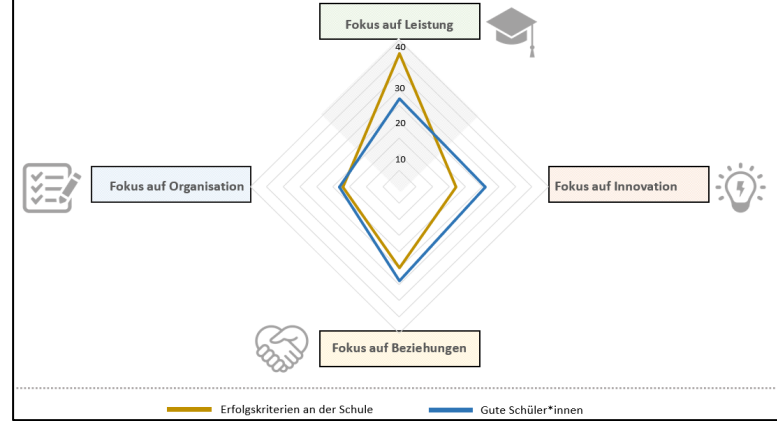 Fokus auf Leistung
40
30
20
10
Fokus auf Organisation
Fokus auf Innovation
Fokus auf Beziehungen
Erfolgskriterien an der Schule
Gute Schüler*innen